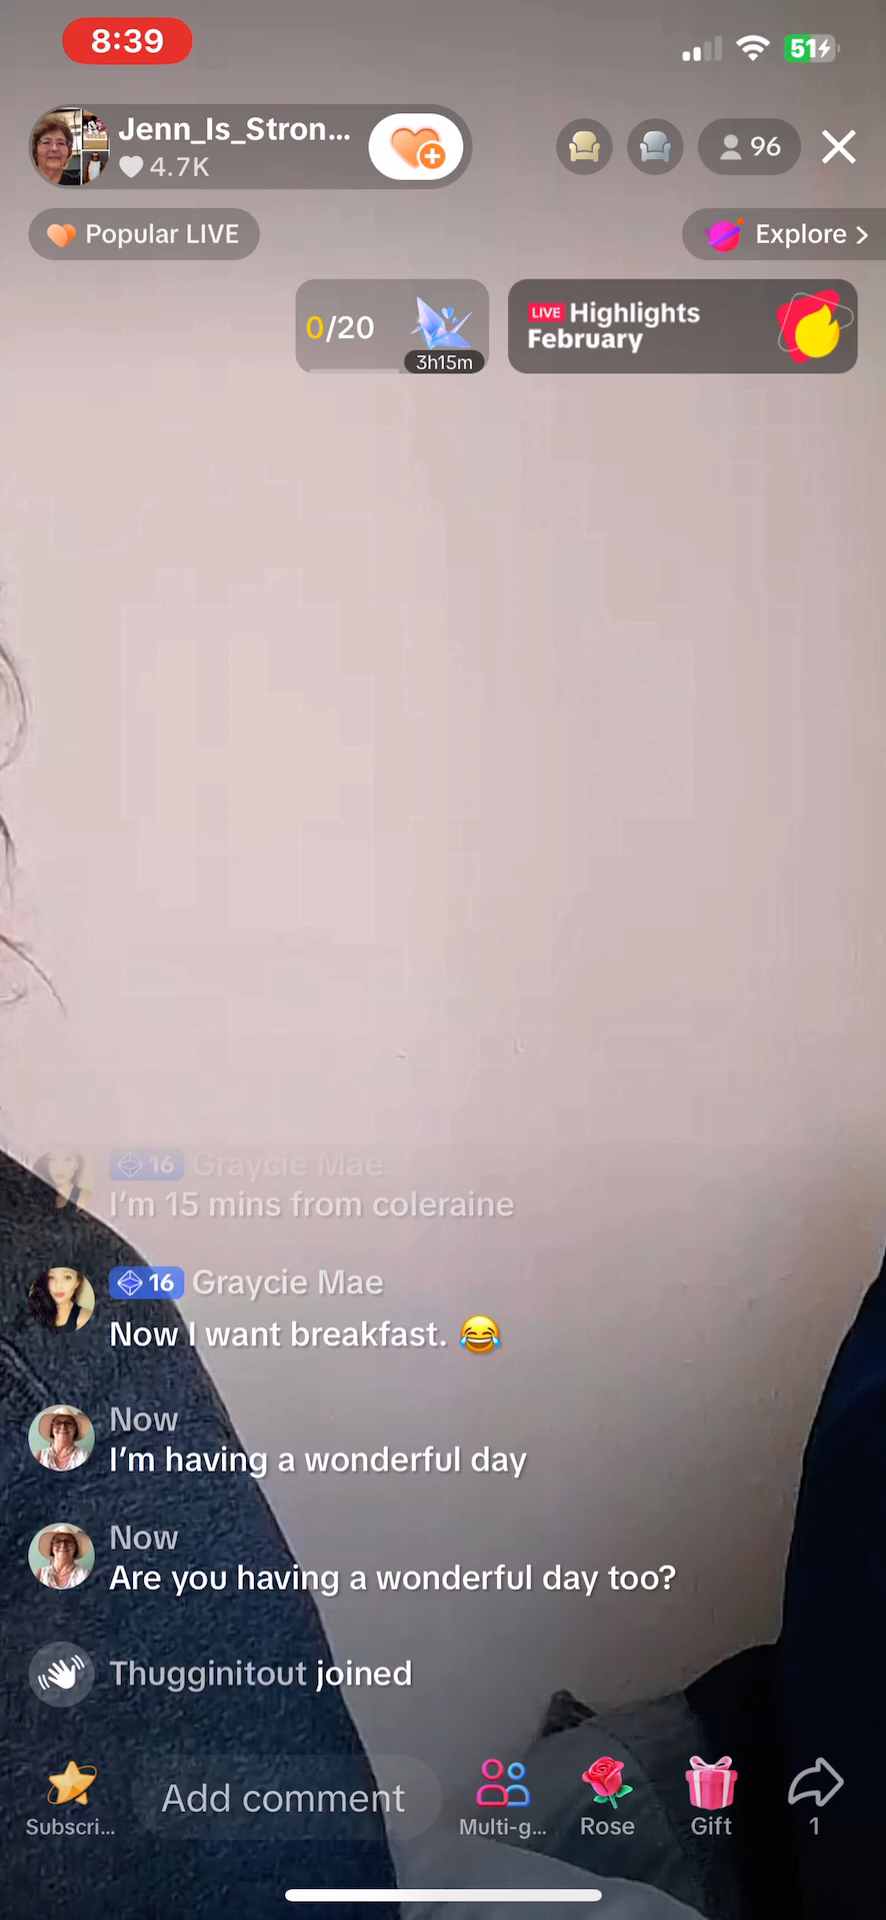 8:39
51
Jenn_Is_Stron...
4.7K
96
Popular LIVE
Explore >
0/20
3h15m
LIVE Highlights
February
16 Graycie Mae
I'm 15 mins from coleraine
16 Graycie Mae
Now I want breakfast. 😂
Now
I'm having a wonderful day
Now
Are you having a wonderful day too?
Thugginitout joined
Add comment
Subscri...
Multi-g...
Rose
Gift
1